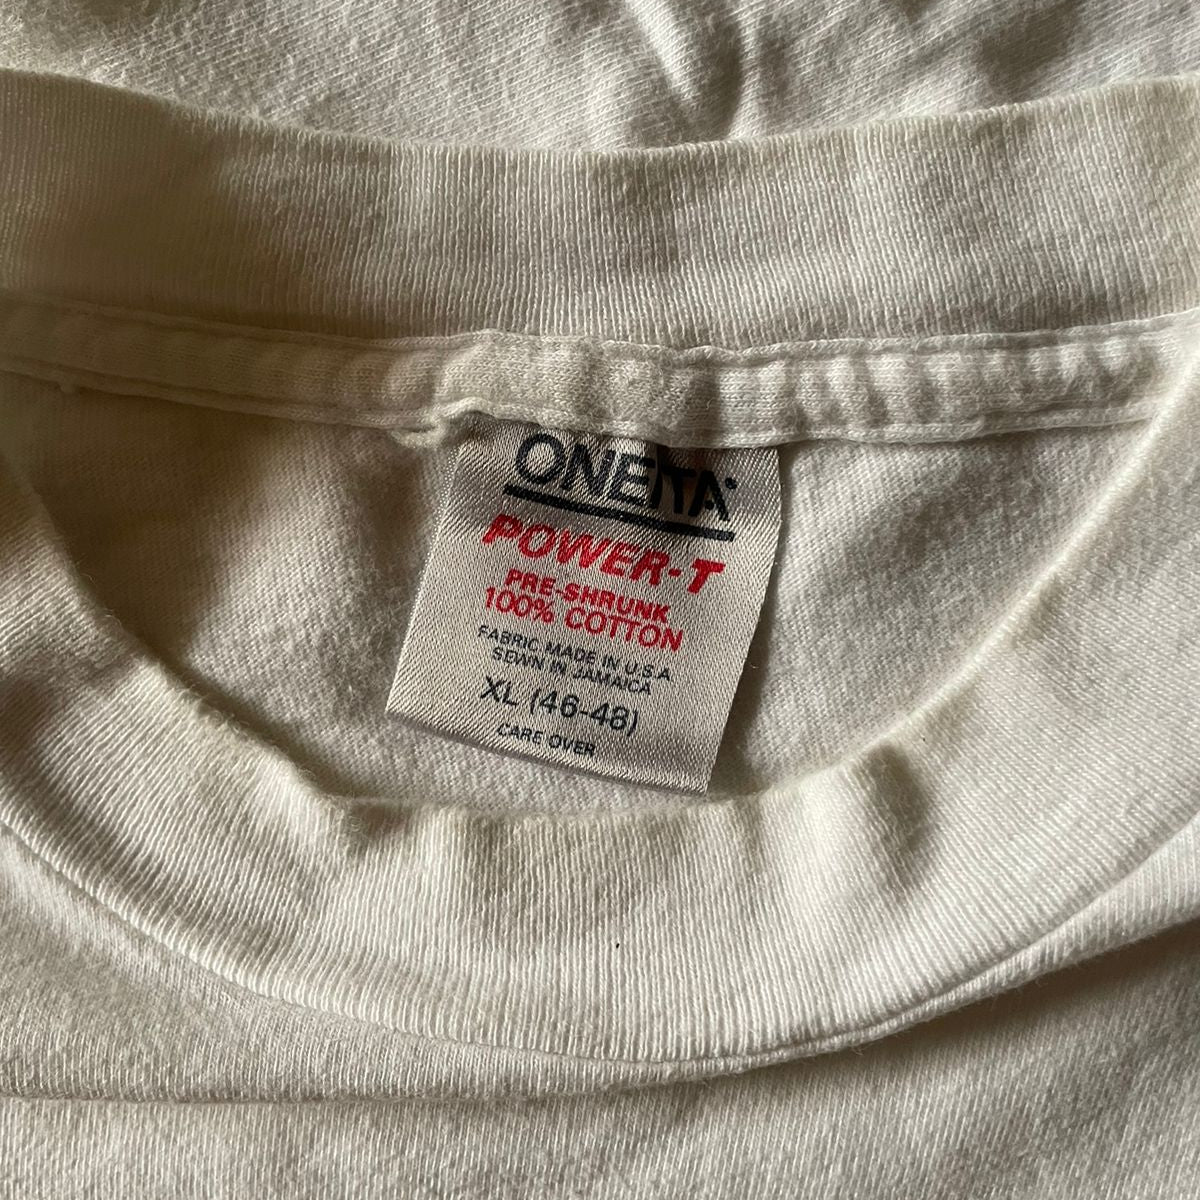 ONEITA
POWER-T
PRE-SHRUNK
100% COTTON
FABRIC MADE IN U.S.A
SEWN IN JAMAICA
XL (46-48)
CARE OVER